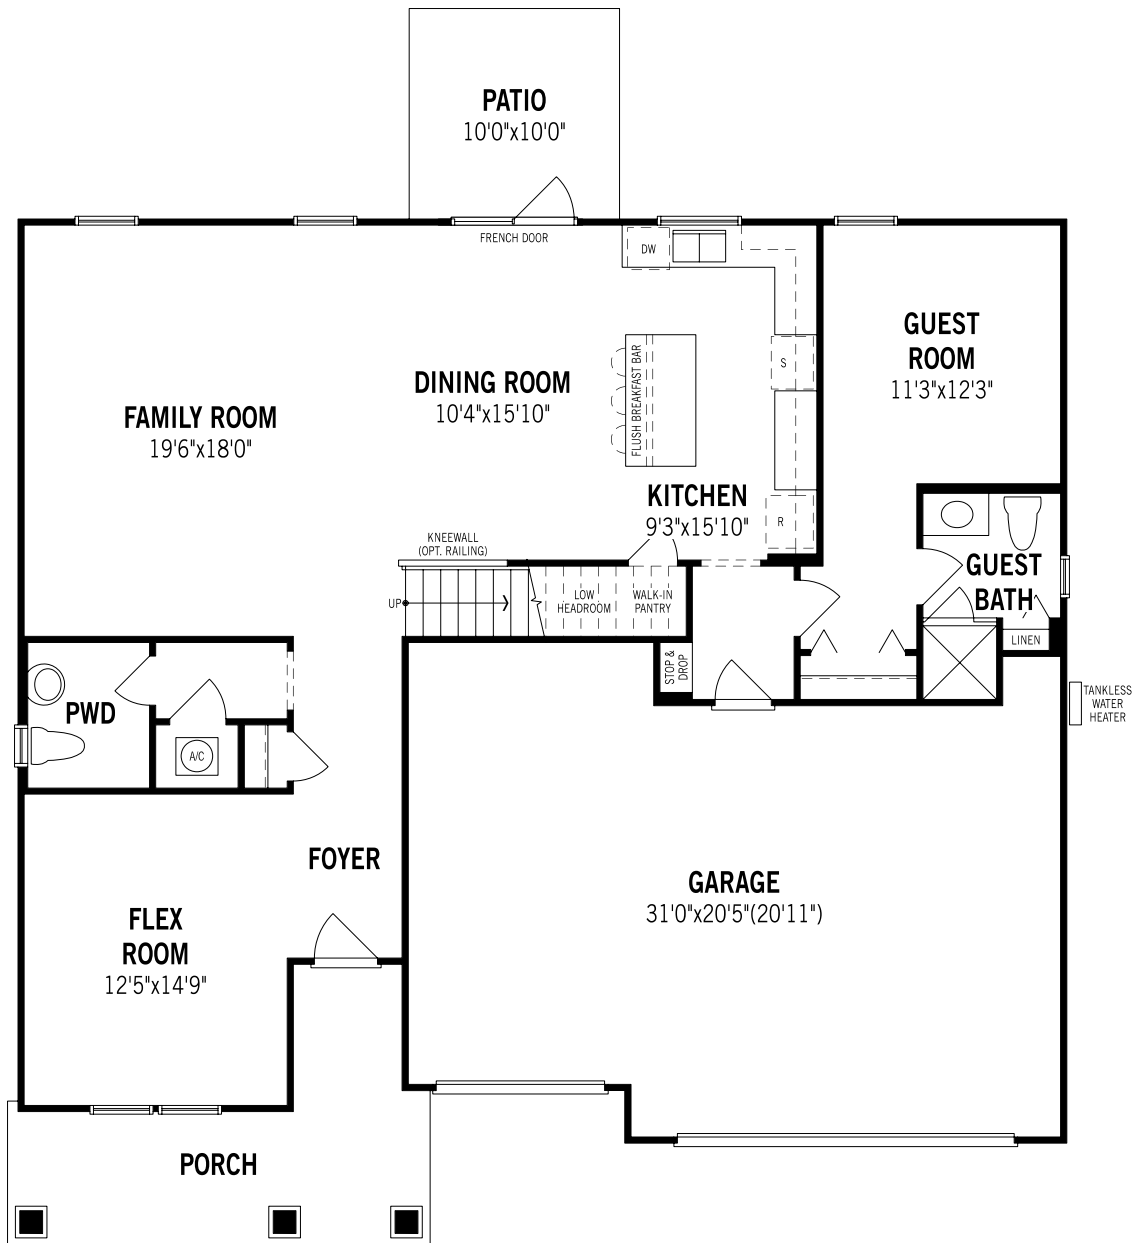 PATIO
10'0"x10'0"
FRENCH DOOR
DW
GUEST
ROOM
11'3"x12'3"
S
FLUSH BREAKFAST BAR
DINING ROOM
10'4"x15'10"
FAMILY ROOM
19'6"x18'0"
KITCHEN
9'3"x15'10"
R
KNEEWALL
(OPT. RAILING)
GUEST
BATH
UP
LOW
HEADROOM
WALK-IN
PANTRY
LINEN
STOP &
DROP
TANKLESS
WATER
HEATER
PWD
A/C
FOYER
GARAGE
31'0"x20'5"(20'11")
FLEX
ROOM
12'5"x14'9"
PORCH